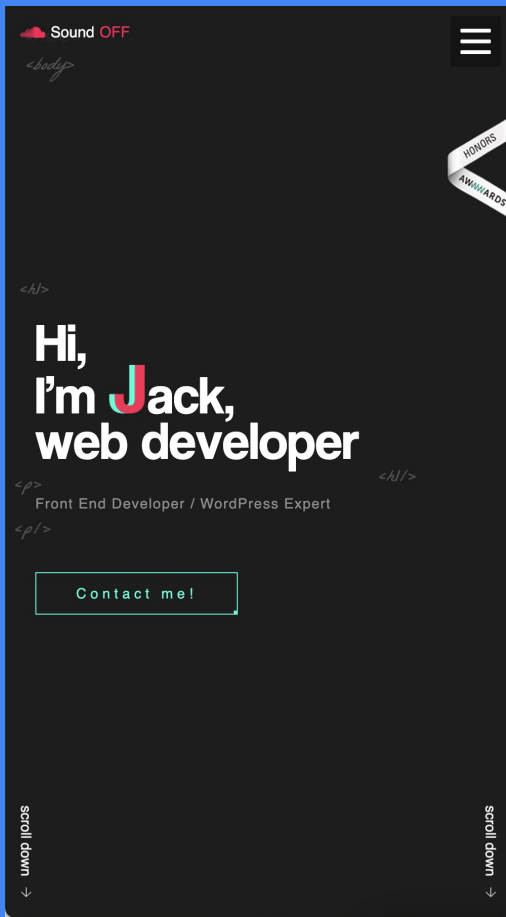 Sound OFF
<body>
HONORS
AWWWARDS
<h1>
Hi,
I'm Jack,
web developer
<h1/>
<p>
Front End Developer / WordPress Expert
<p/>
Contact me!
scroll down ↓
scroll down ↓